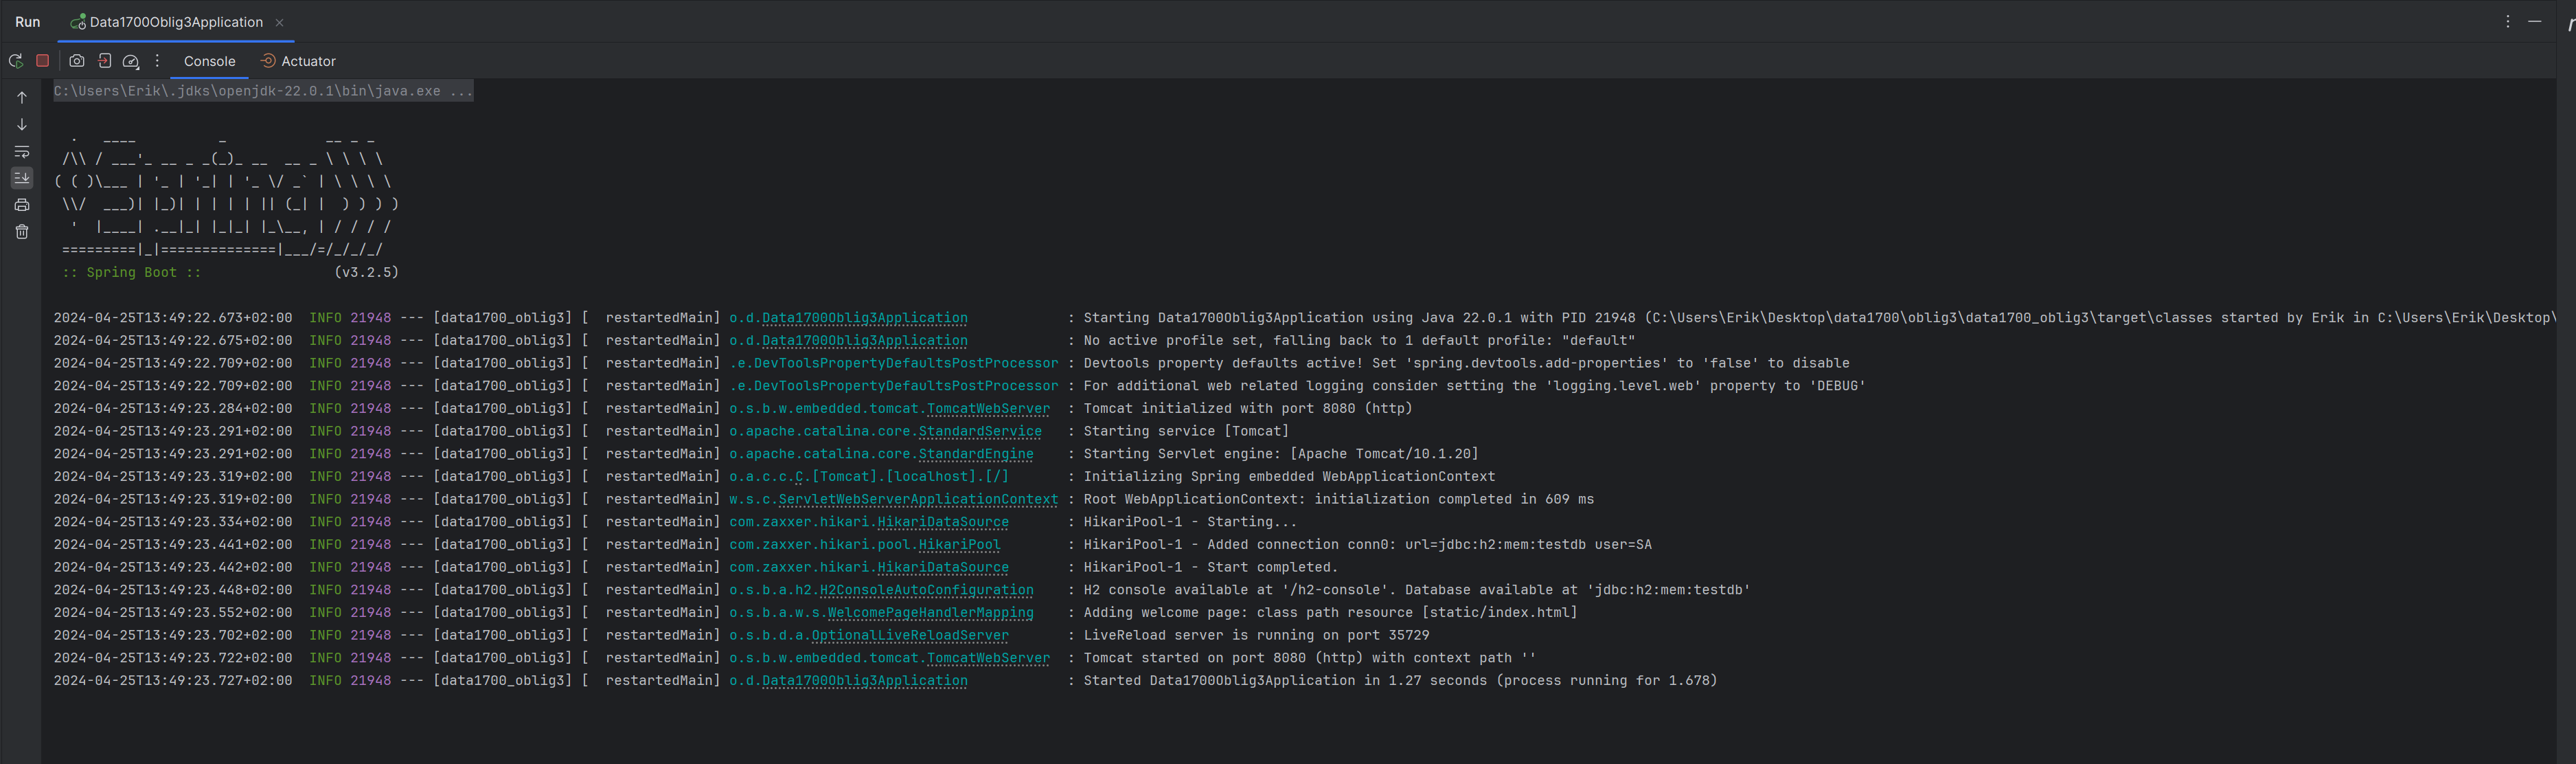 Run Data1700Oblig3Application
Console Actuator
C:\Users\Erik\.jdks\openjdk-22.0.1\bin\java.exe ...
  .   ____          _            __ _ _
 /\\ / ___'_ __ _ _(_)_ __  __ _ \ \ \ \
( ( )\___ | '_ | '_| | '_ \/ _` | \ \ \ \
 \\/  ___)| |_)| | | | | || (_| |  ) ) ) )
  '  |____| .__|_| |_|_| |_\__, | / / / /
 =========|_|==============|___/=/_/_/_/
 :: Spring Boot ::                (v3.2.5)
2024-04-25T13:49:22.673+02:00  INFO 21948 --- [data1700_oblig3] [  restartedMain] o.d.Data1700Oblig3Application            : Starting Data1700Oblig3Application using Java 22.0.1 with PID 21948 (C:\Users\Erik\Desktop\data1700\oblig3\data1700_oblig3\target\classes started by Erik in C:\Users\Erik\Desktop\
2024-04-25T13:49:22.675+02:00  INFO 21948 --- [data1700_oblig3] [  restartedMain] o.d.Data1700Oblig3Application            : No active profile set, falling back to 1 default profile: "default"
2024-04-25T13:49:22.709+02:00  INFO 21948 --- [data1700_oblig3] [  restartedMain] .e.DevToolsPropertyDefaultsPostProcessor : Devtools property defaults active! Set 'spring.devtools.add-properties' to 'false' to disable
2024-04-25T13:49:22.709+02:00  INFO 21948 --- [data1700_oblig3] [  restartedMain] .e.DevToolsPropertyDefaultsPostProcessor : For additional web related logging consider setting the 'logging.level.web' property to 'DEBUG'
2024-04-25T13:49:23.284+02:00  INFO 21948 --- [data1700_oblig3] [  restartedMain] o.s.b.w.embedded.tomcat.TomcatWebServer  : Tomcat initialized with port 8080 (http)
2024-04-25T13:49:23.291+02:00  INFO 21948 --- [data1700_oblig3] [  restartedMain] o.apache.catalina.core.StandardService   : Starting service [Tomcat]
2024-04-25T13:49:23.291+02:00  INFO 21948 --- [data1700_oblig3] [  restartedMain] o.apache.catalina.core.StandardEngine    : Starting Servlet engine: [Apache Tomcat/10.1.20]
2024-04-25T13:49:23.319+02:00  INFO 21948 --- [data1700_oblig3] [  restartedMain] o.a.c.c.C.[Tomcat].[localhost].[/]       : Initializing Spring embedded WebApplicationContext
2024-04-25T13:49:23.319+02:00  INFO 21948 --- [data1700_oblig3] [  restartedMain] w.s.c.ServletWebServerApplicationContext : Root WebApplicationContext: initialization completed in 609 ms
2024-04-25T13:49:23.334+02:00  INFO 21948 --- [data1700_oblig3] [  restartedMain] com.zaxxer.hikari.HikariDataSource       : HikariPool-1 - Starting...
2024-04-25T13:49:23.441+02:00  INFO 21948 --- [data1700_oblig3] [  restartedMain] com.zaxxer.hikari.pool.HikariPool        : HikariPool-1 - Added connection conn0: url=jdbc:h2:mem:testdb user=SA
2024-04-25T13:49:23.442+02:00  INFO 21948 --- [data1700_oblig3] [  restartedMain] com.zaxxer.hikari.HikariDataSource       : HikariPool-1 - Start completed.
2024-04-25T13:49:23.448+02:00  INFO 21948 --- [data1700_oblig3] [  restartedMain] o.s.b.a.h2.H2ConsoleAutoConfiguration    : H2 console available at '/h2-console'. Database available at 'jdbc:h2:mem:testdb'
2024-04-25T13:49:23.552+02:00  INFO 21948 --- [data1700_oblig3] [  restartedMain] o.s.b.a.w.s.WelcomePageHandlerMapping    : Adding welcome page: class path resource [static/index.html]
2024-04-25T13:49:23.702+02:00  INFO 21948 --- [data1700_oblig3] [  restartedMain] o.s.b.d.a.OptionalLiveReloadServer       : LiveReload server is running on port 35729
2024-04-25T13:49:23.722+02:00  INFO 21948 --- [data1700_oblig3] [  restartedMain] o.s.b.w.embedded.tomcat.TomcatWebServer  : Tomcat started on port 8080 (http) with context path ''
2024-04-25T13:49:23.727+02:00  INFO 21948 --- [data1700_oblig3] [  restartedMain] o.d.Data1700Oblig3Application            : Started Data1700Oblig3Application in 1.27 seconds (process running for 1.678)